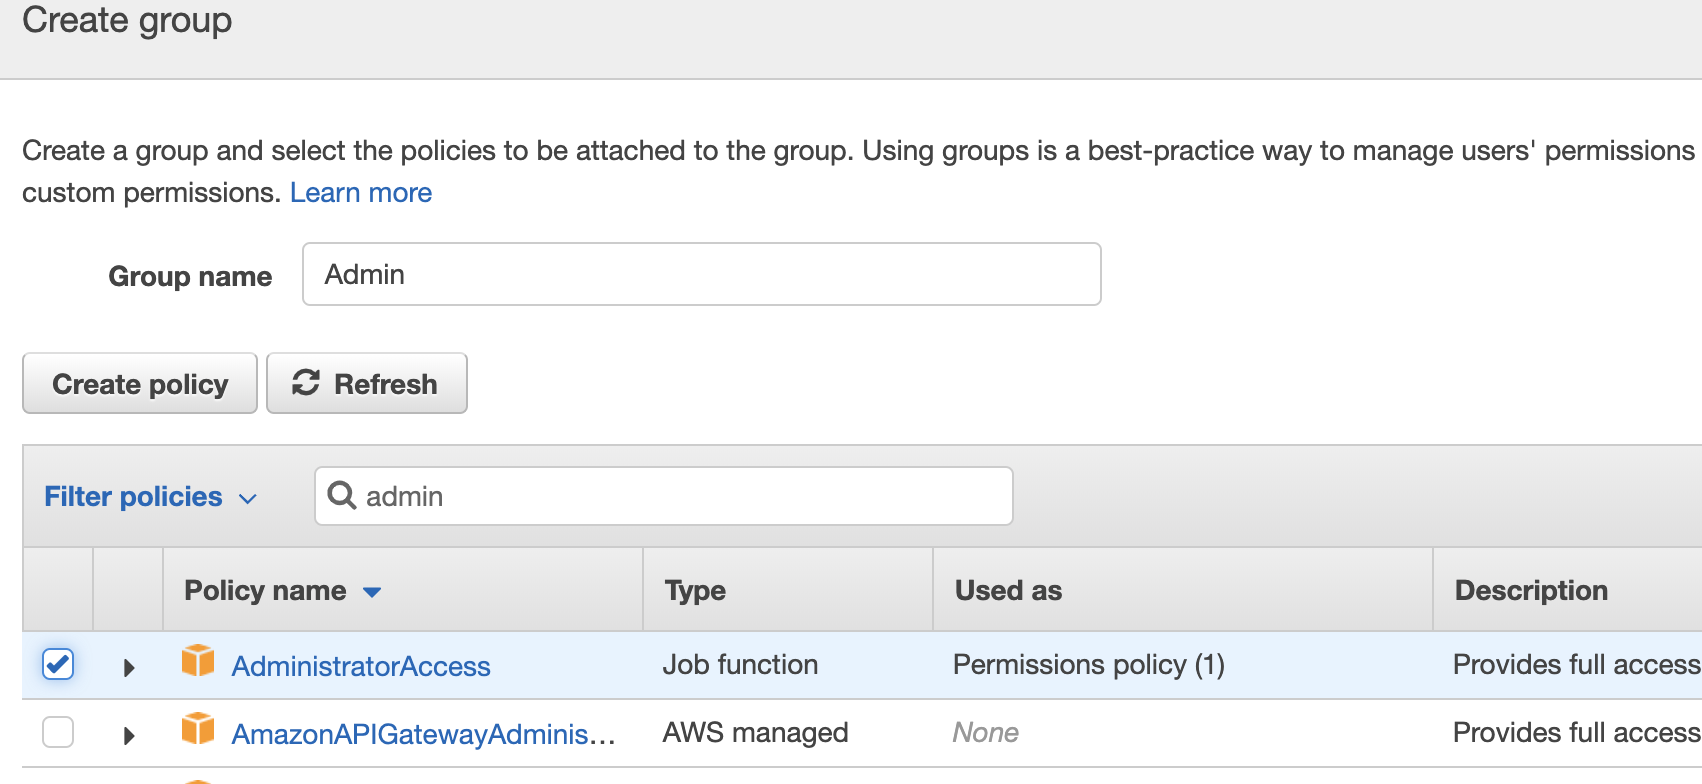 Create group
Create a group and select the policies to be attached to the group. Using groups is a best-practice way to manage users' permissions
custom permissions. Learn more
Group name Admin
Create policy Refresh
Filter policies admin
Policy name Type Used as Description
AdministratorAccess Job function Permissions policy (1) Provides full access
AmazonAPIGatewayAdminis... AWS managed None Provides full access